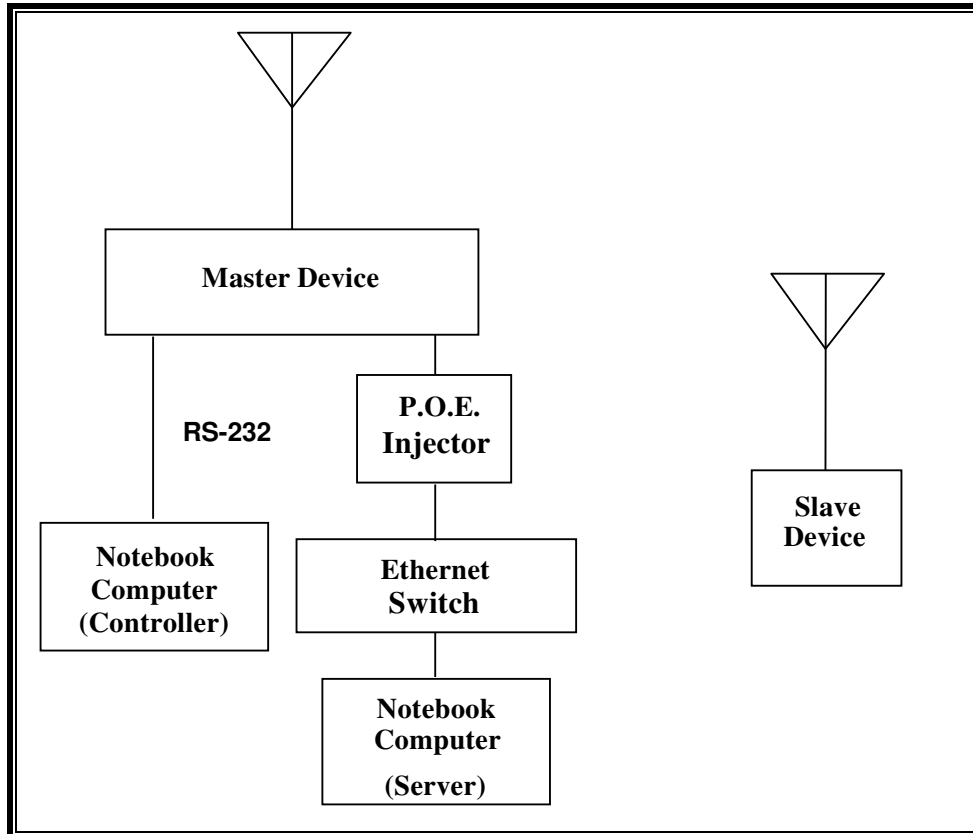 Master Device
RS-232
P.O.E.
Injector
Slave
Device
Notebook
Computer
(Controller)
Ethernet
Switch
Notebook
Computer
(Server)